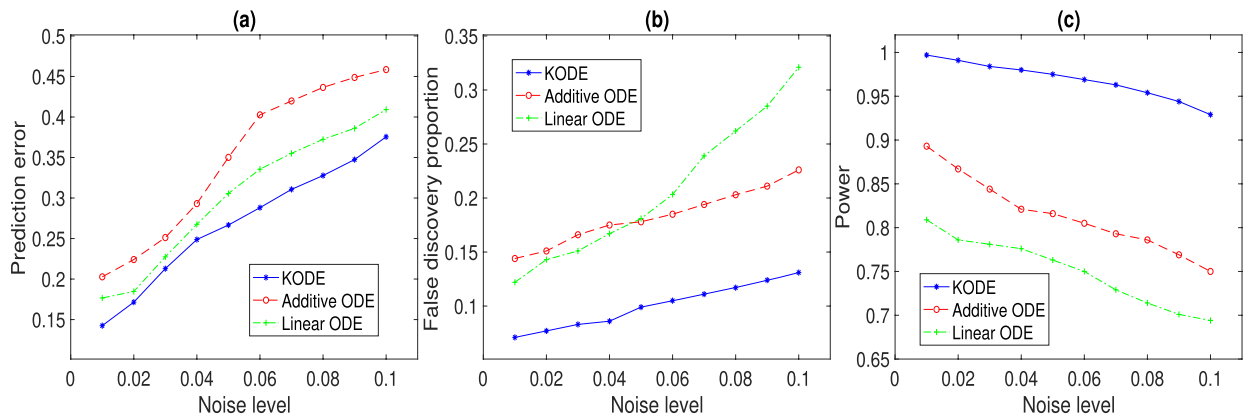 (a)
Prediction error
0.5
0.45
0.4
0.35
0.3
0.25
0.2
0.15
0 0.02 0.04 0.06 0.08 0.1
Noise level
KODE
Additive ODE
Linear ODE
(b)
False discovery proportion
0.35
0.3
0.25
0.2
0.15
0.1
0 0.02 0.04 0.06 0.08 0.1
Noise level
KODE
Additive ODE
Linear ODE
(c)
Power
1
0.95
0.9
0.85
0.8
0.75
0.7
0.65
0 0.02 0.04 0.06 0.08 0.1
Noise level
KODE
Additive ODE
Linear ODE